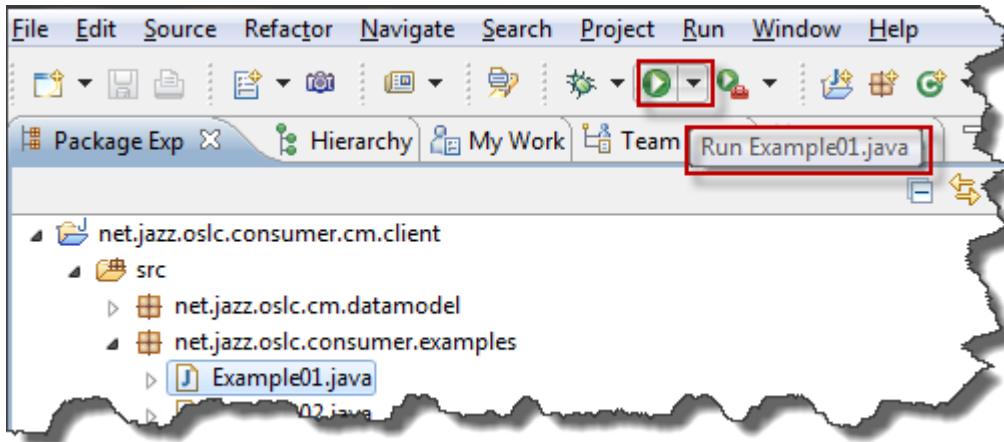 File Edit Source Refactor Navigate Search Project Run Window Help
Package Exp Hierarchy My Work Team
Run Example01.java
net.jazz.oslc.consumer.cm.client
src
net.jazz.oslc.cm.datamodel
net.jazz.oslc.consumer.examples
Example01.java